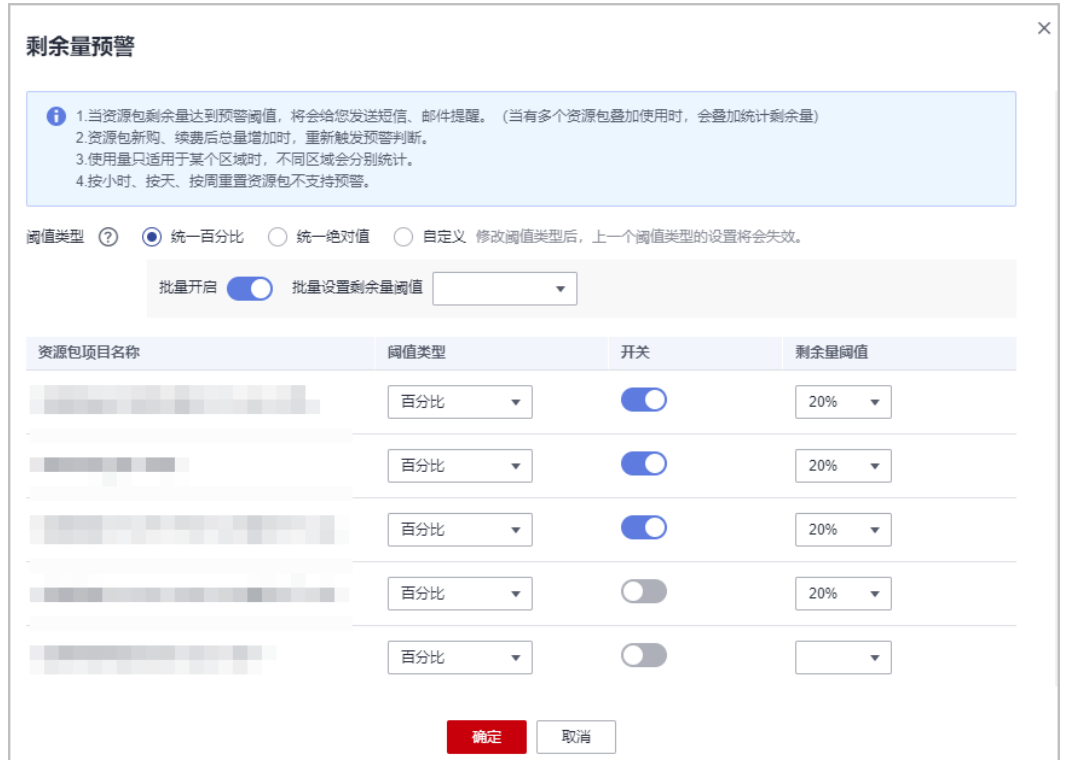 剩余量预警
1.当资源包剩余量达到预警阈值，将会给您发送短信、邮件提醒。（当有多个资源包叠加使用时，会叠加统计剩余量)
2.资源包新购、续费后总量增加时，重新触发预警判断。
3.使用量只适用于某个区域时，不同区域会分别统计。
4.按小时、按天、按周重置资源包不支持预警。
阈值类型 ? 统一百分比 统一绝对值 自定义 修改阈值类型后，上一个阈值类型的设置将会失效。
批量开启 批量设置剩余量阈值
资源包项目名称 阈值类型 开关 剩余量阈值
百分比 20%
百分比 20%
百分比 20%
百分比 20%
百分比
确定 取消